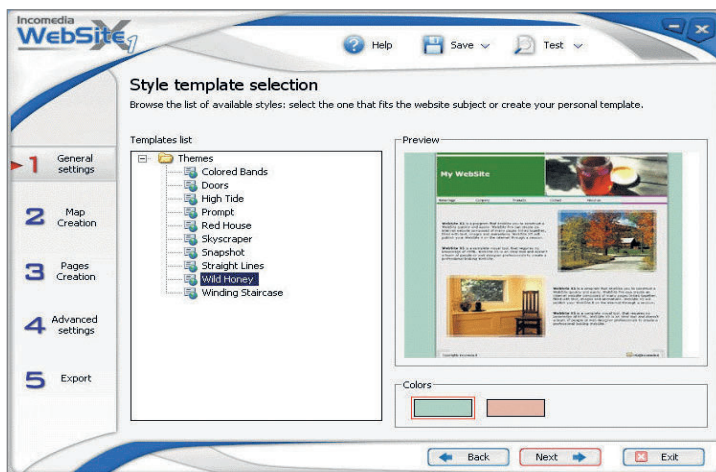 Incomedia
WebSite X1
Help
Save
Test
Style template selection
Browse the list of available styles: select the one that fits the website subject or create your personal template.
1 General settings
2 Map Creation
3 Pages Creation
4 Advanced settings
5 Export
Templates list
Themes
Colored Bands
Doors
High Tide
Prompt
Red House
Skyscraper
Snapshot
Straight Lines
Wild Honey
Winding Staircase
Preview
My WebSite
Colors
Back
Next
Exit